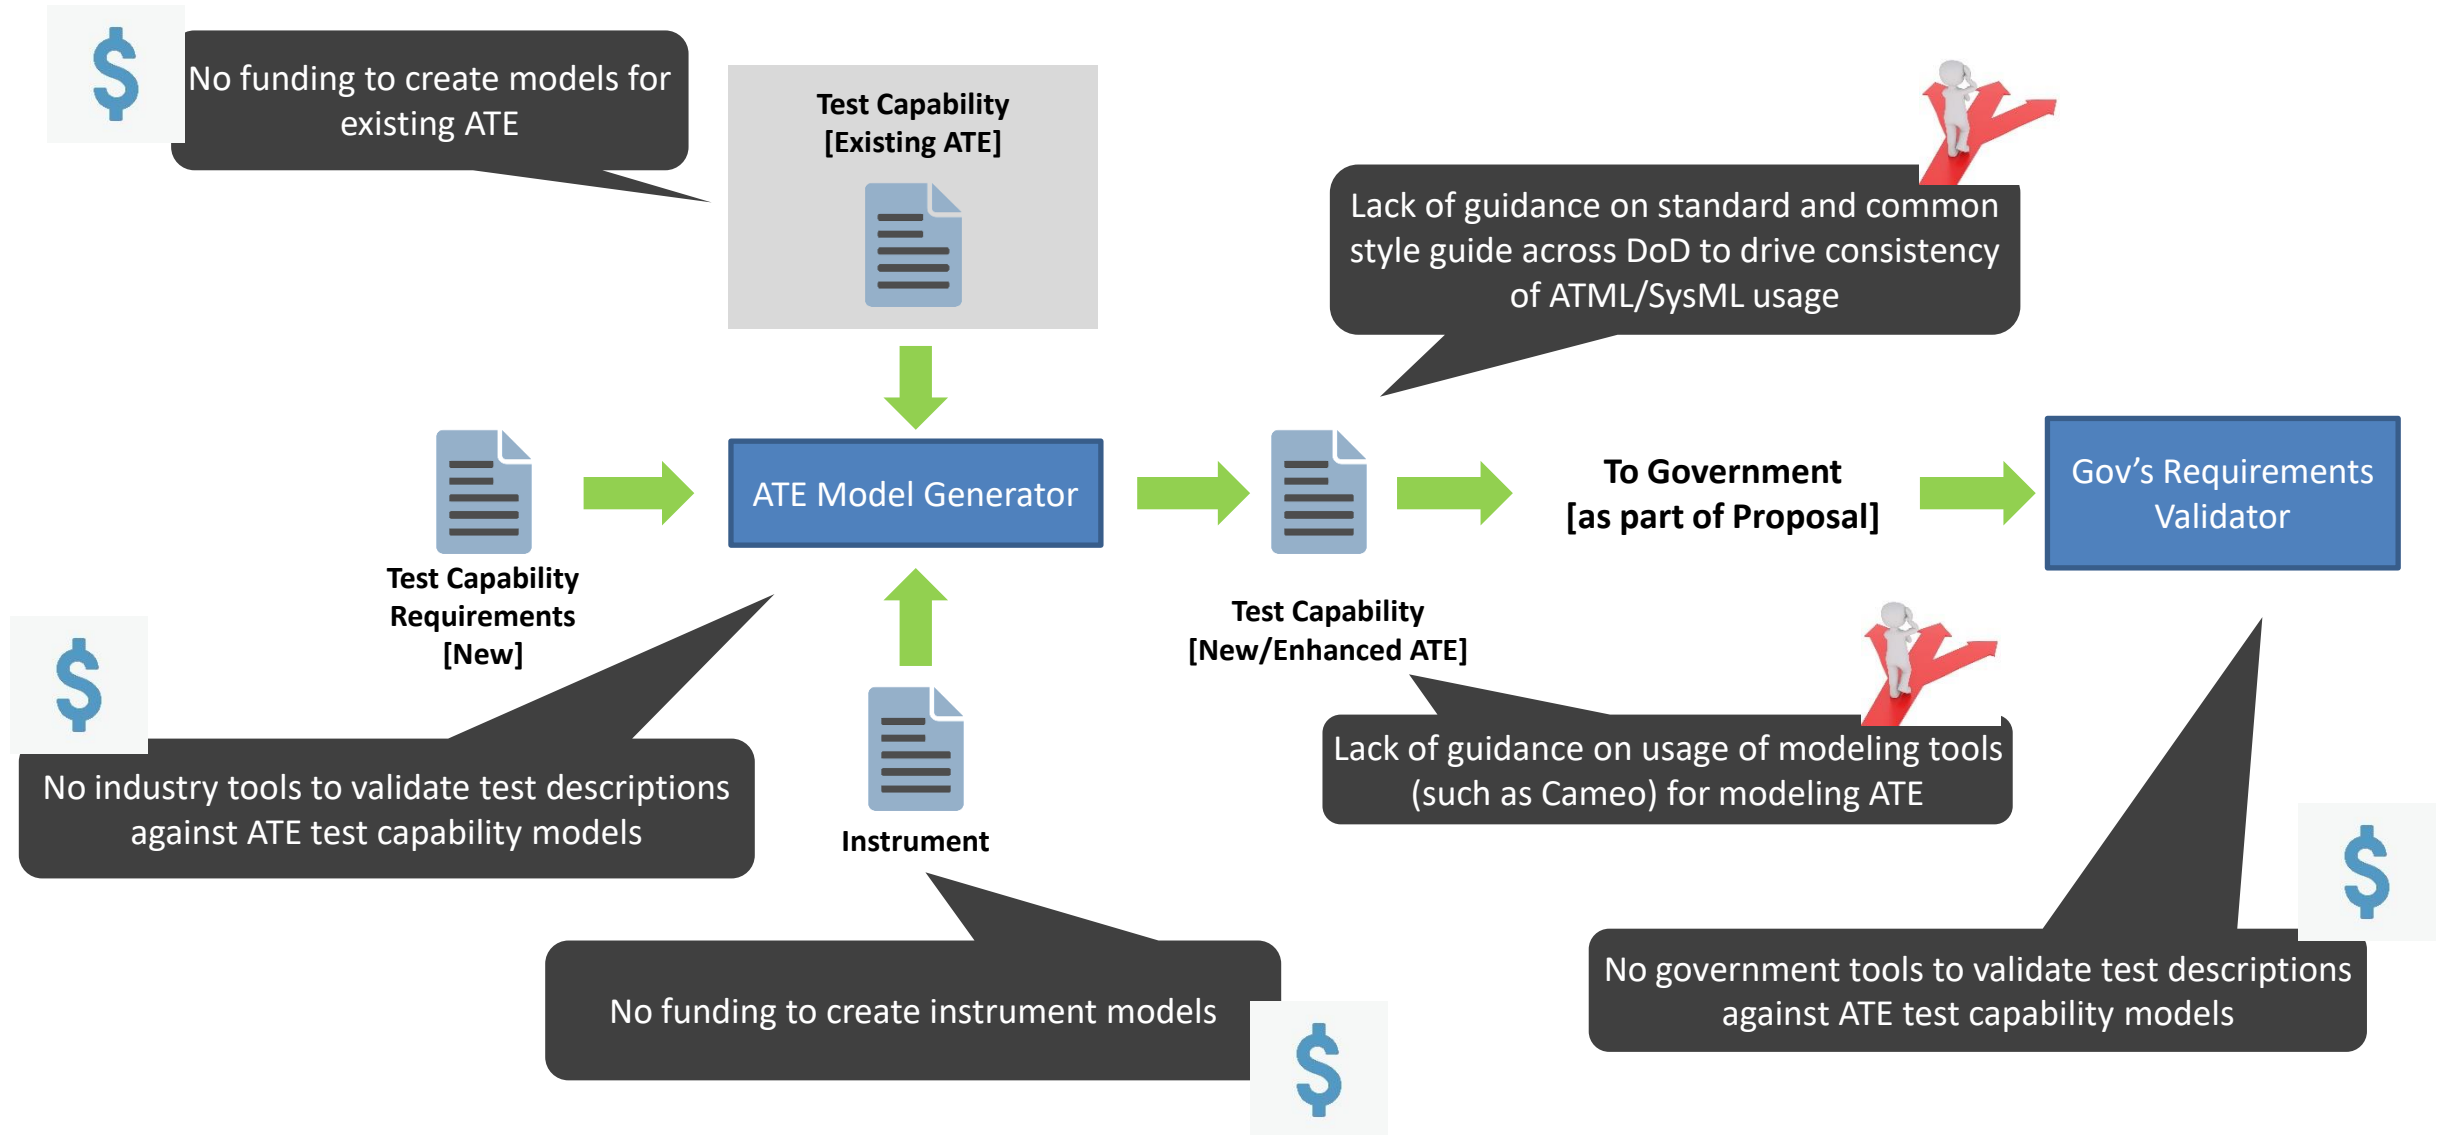 No funding to create models for
existing ATE
Test Capability
[Existing ATE]
Lack of guidance on standard and common
style guide across DoD to drive consistency
of ATML/SysML usage
Test Capability
Requirements
[New]
ATE Model Generator
Test Capability
[New/Enhanced ATE]
To Government
[as part of Proposal]
Gov's Requirements
Validator
No industry tools to validate test descriptions
against ATE test capability models
Instrument
Lack of guidance on usage of modeling tools
(such as Cameo) for modeling ATE
No funding to create instrument models
No government tools to validate test descriptions
against ATE test capability models
$
$
$
$